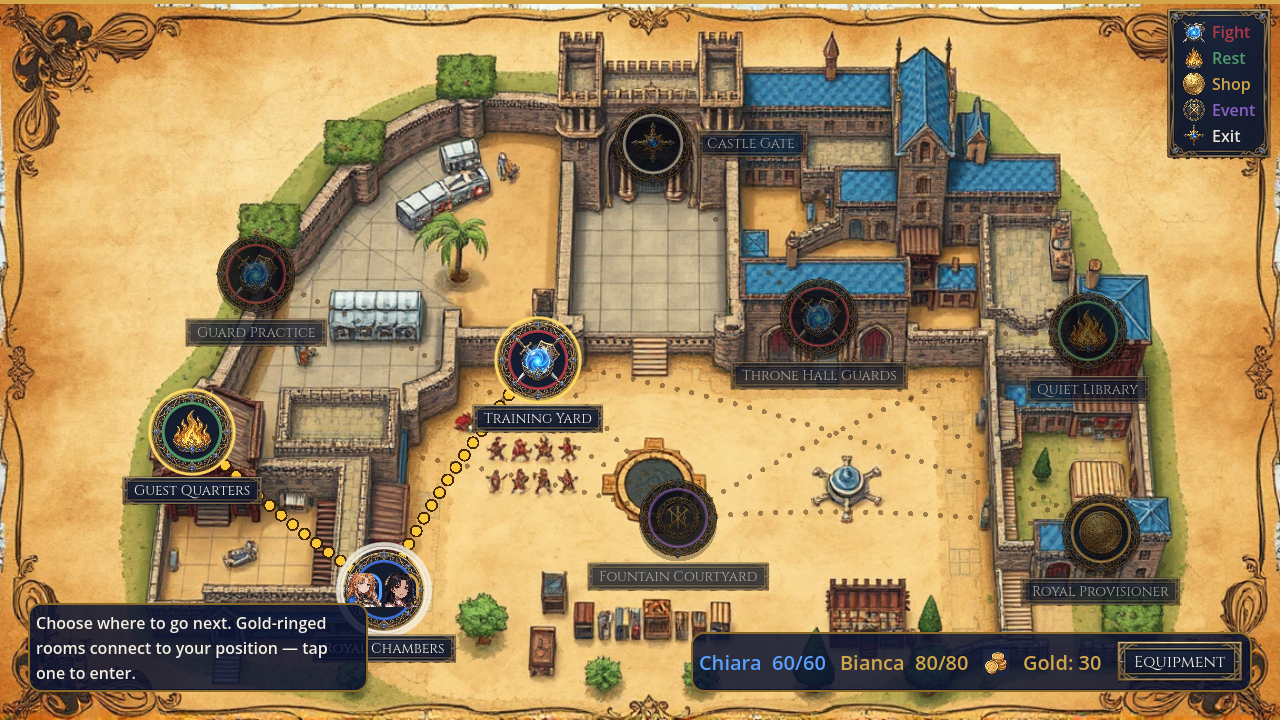 Fight
Rest
Shop
Event
Exit
CASTLE GATE
GUARD PRACTICE
THRONE HALL GUARDS
QUIET LIBRARY
TRAINING YARD
GUEST QUARTERS
FOUNTAIN COURTYARD
ROYAL PROVISIONER
ROYAL CHAMBERS
Choose where to go next. Gold-ringed
rooms connect to your position — tap
one to enter.
Chiara 60/60 Bianca 80/80 Gold: 30 EQUIPMENT